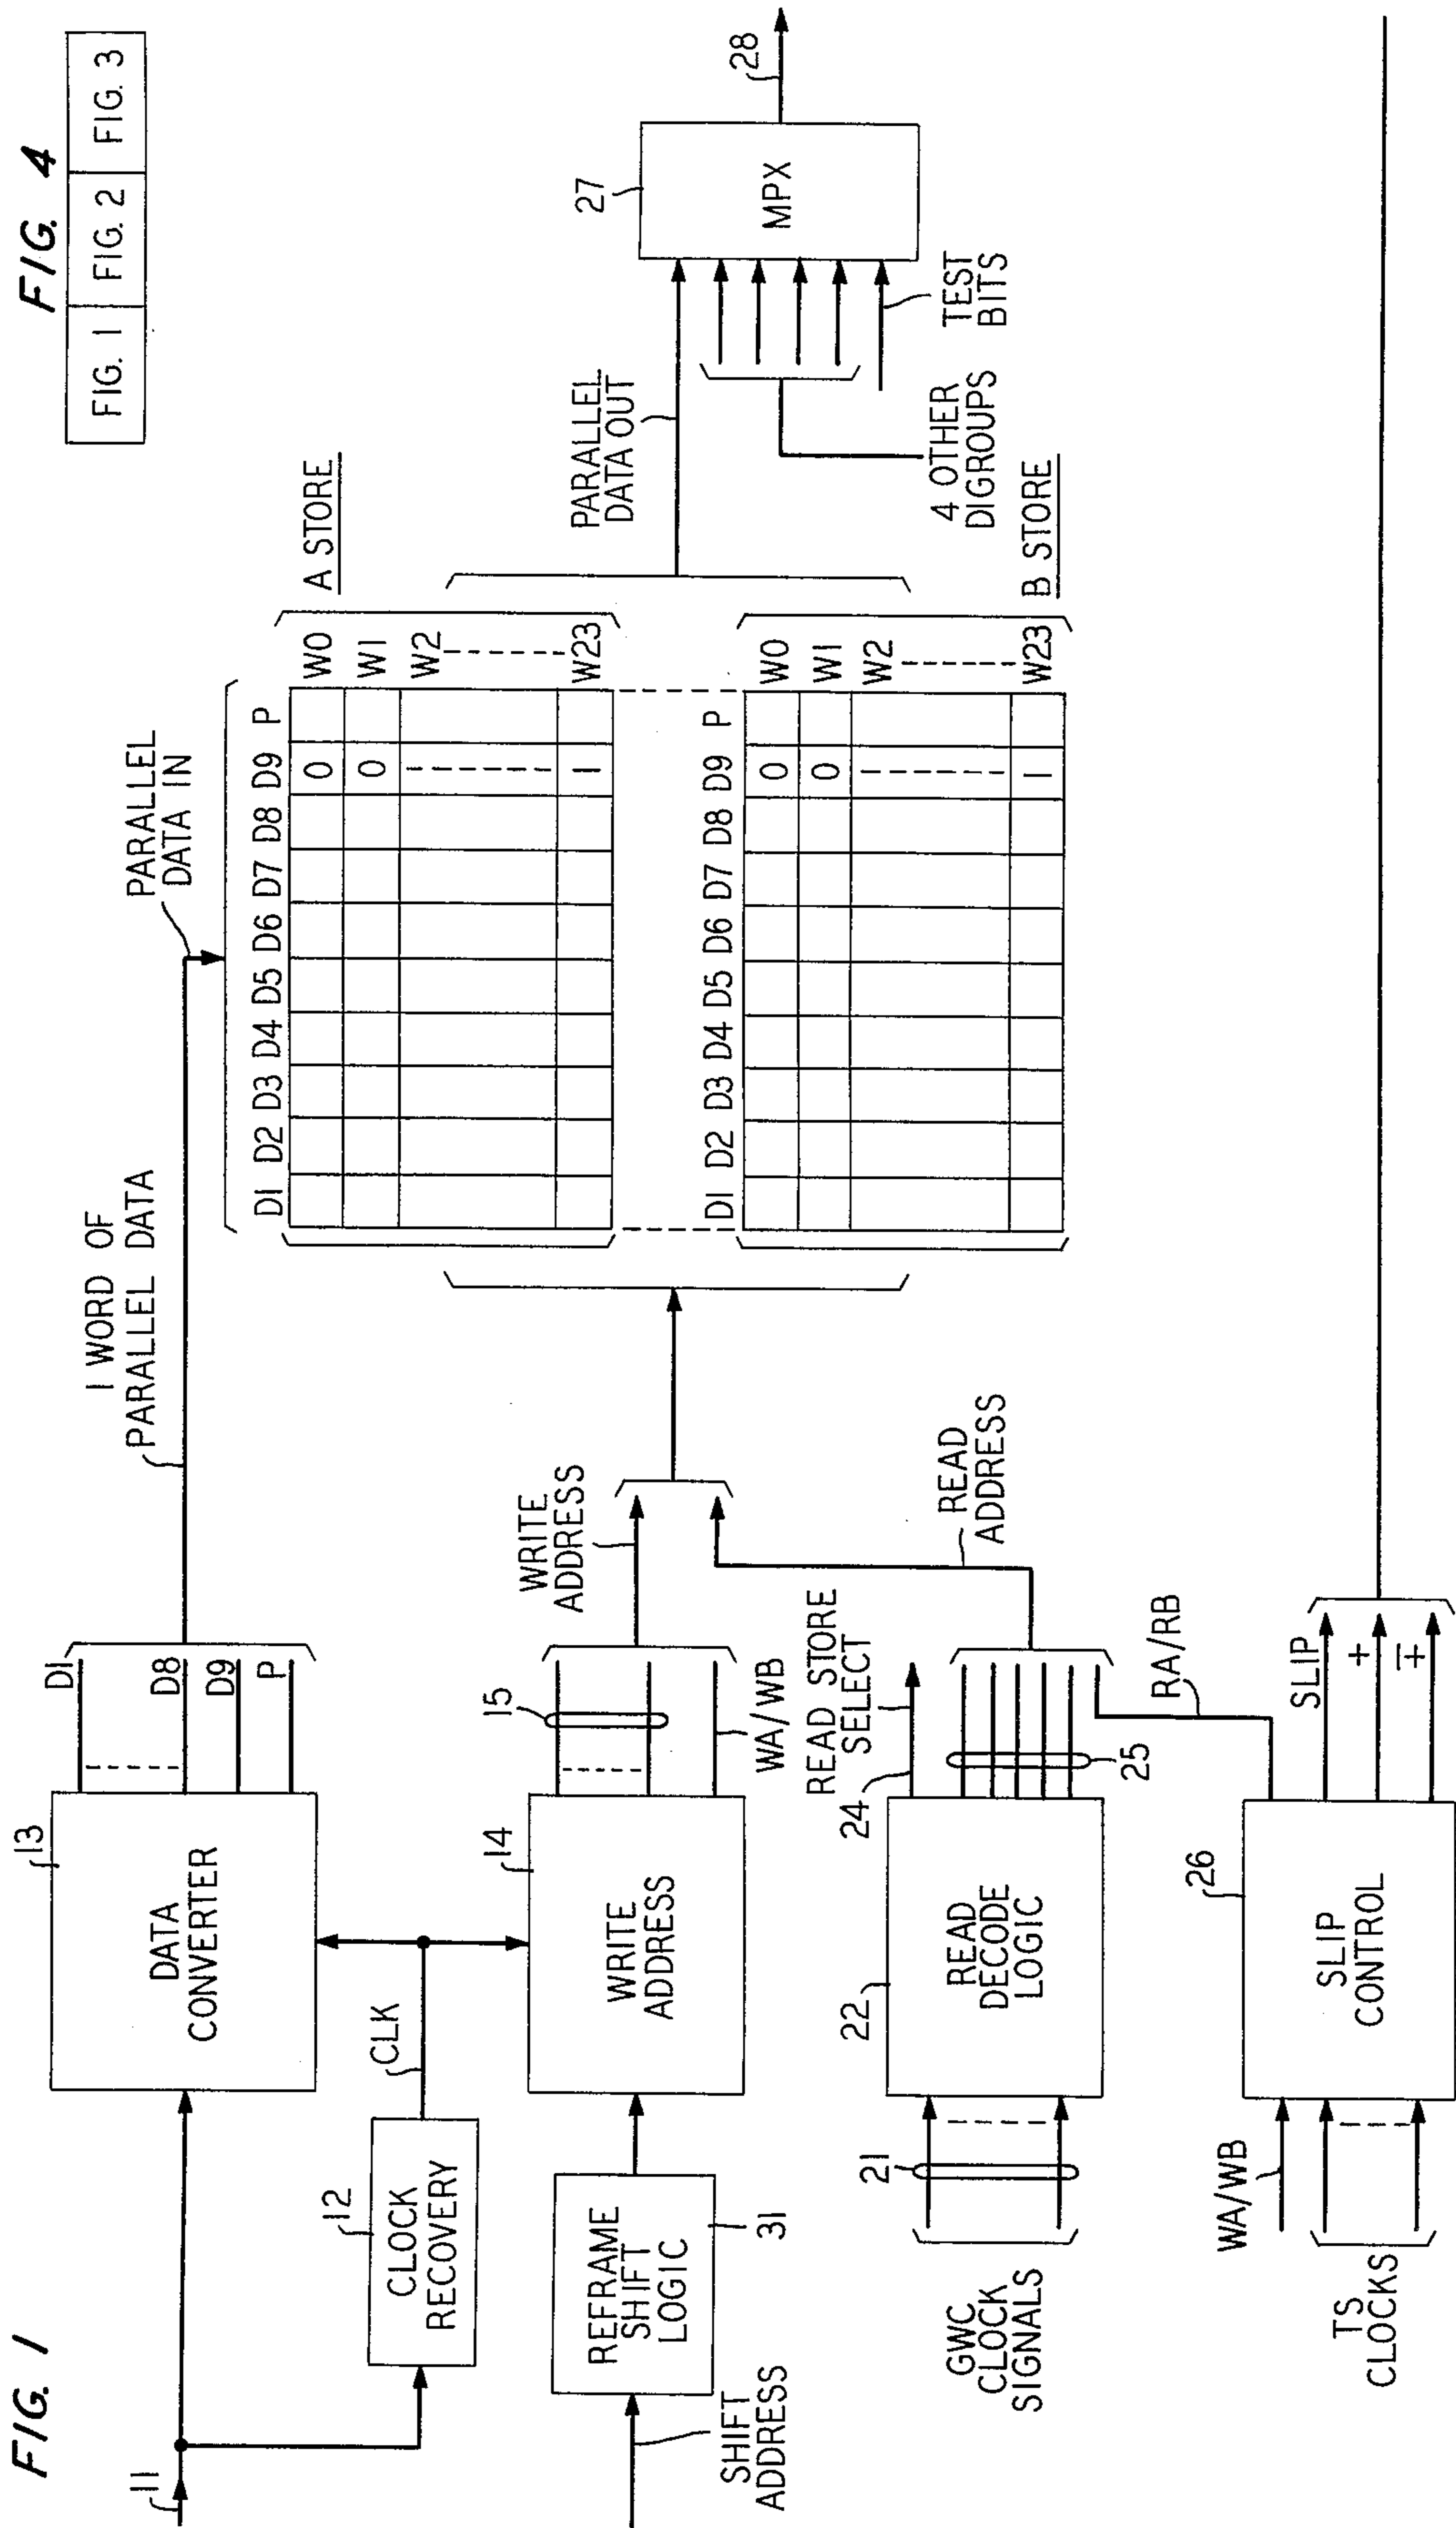 FIG. 1
FIG. 4
FIG. 1 FIG. 2 FIG. 3
11
13
DATA
CONVERTER
D1
D8
D9
P
1 WORD OF
PARALLEL DATA
PARALLEL
DATA IN
12
CLOCK
RECOVERY
CLK
SHIFT
ADDRESS
REFRAME
SHIFT
LOGIC
31
14
WRITE
ADDRESS
15
WA/WB
WRITE
ADDRESS
GWC
CLOCK
SIGNALS
21
22
READ
DECODE
LOGIC
24
READ STORE
SELECT
25
READ
ADDRESS
RA/RB
WA/WB
TS
CLOCKS
26
SLIP
CONTROL
SLIP
+
∓
D1 D2 D3 D4 D5 D6 D7 D8 D9 P
0 W0
0 W1
W2
1 W23
A STORE
D1 D2 D3 D4 D5 D6 D7 D8 D9 P
0 W0
0 W1
W2
1 W23
B STORE
PARALLEL
DATA OUT
4 OTHER
DIGROUPS
TEST
BITS
27
MPX
28